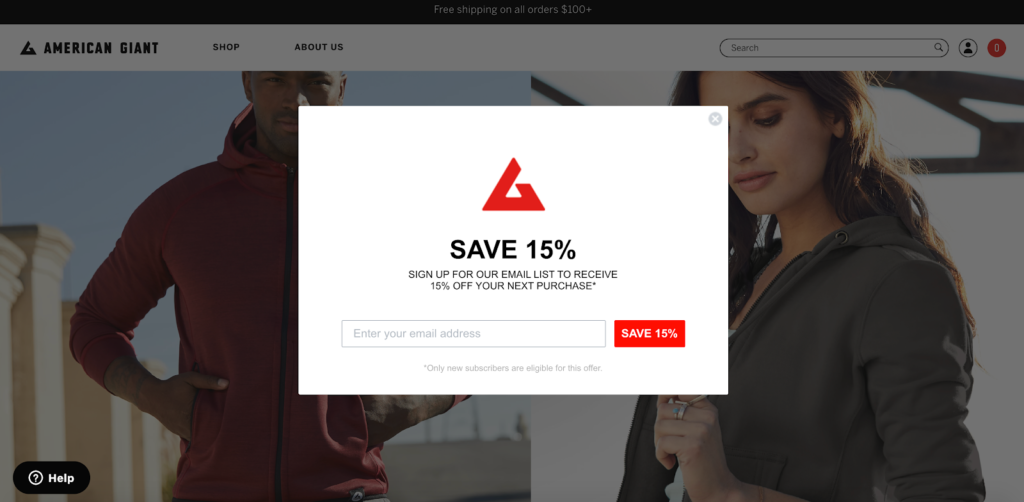 Free shipping on all orders $100+
AMERICAN GIANT SHOP ABOUT US Search 0
SAVE 15%
SIGN UP FOR OUR EMAIL LIST TO RECEIVE
15% OFF YOUR NEXT PURCHASE*
Enter your email address SAVE 15%
*Only new subscribers are eligible for this offer.
? Help